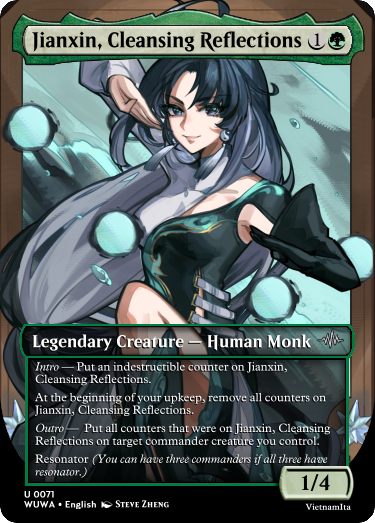 Jianxin, Cleansing Reflections 1
Legendary Creature — Human Monk
Intro — Put an indestructible counter on Jianxin,
Cleansing Reflections.
At the beginning of your upkeep, remove all counters
on Jianxin, Cleansing Reflections.
Outro — Put all counters that were on Jianxin, Cleansing
Reflections on target commander creature you control.
Resonator (You can have three commanders if all three have
resonator.)
1/4
U 0071
WUWA • English STEVE ZHENG
VietnamIta